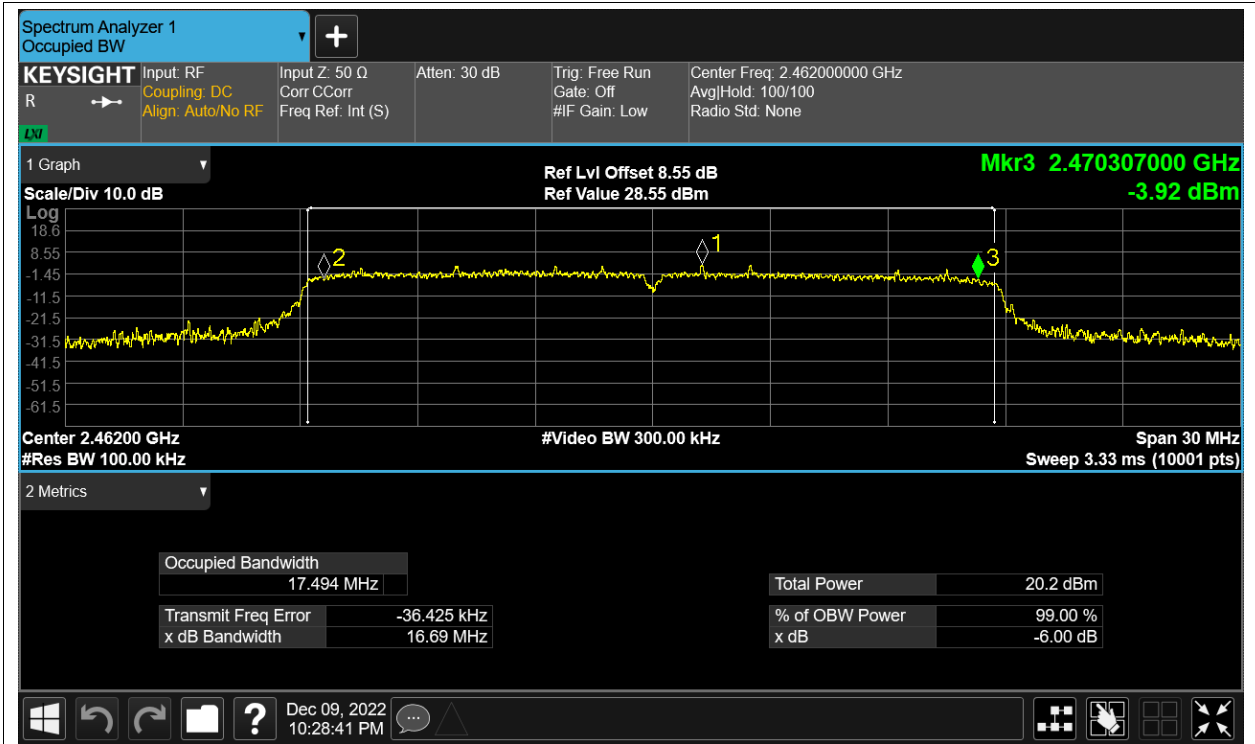 Spectrum Analyzer 1
Occupied BW
KEYSIGHT
R
LXI
Input: RF
Coupling: DC
Align: Auto/No RF
Input Z: 50 Ω
Corr CCorr
Freq Ref: Int (S)
Atten: 30 dB
Trig: Free Run
Gate: Off
#IF Gain: Low
Center Freq: 2.462000000 GHz
Avg|Hold: 100/100
Radio Std: None
1 Graph
Scale/Div 10.0 dB
Ref Lvl Offset 8.55 dB
Ref Value 28.55 dBm
Mkr3 2.470307000 GHz
-3.92 dBm
Log
18.6
8.55
-1.45
-11.5
-21.5
-31.5
-41.5
-51.5
-61.5
2
1
3
Center 2.46200 GHz
#Res BW 100.00 kHz
#Video BW 300.00 kHz
Span 30 MHz
Sweep 3.33 ms (10001 pts)
2 Metrics
Occupied Bandwidth
17.494 MHz
Transmit Freq Error -36.425 kHz
x dB Bandwidth 16.69 MHz
Total Power 20.2 dBm
% of OBW Power 99.00 %
x dB -6.00 dB
?
Dec 09, 2022
10:28:41 PM